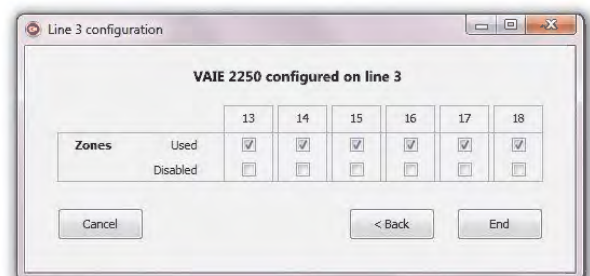 Line 3 configuration
VAIE 2250 configured on line 3
13 14 15 16 17 18
Zones Used
Disabled
Cancel < Back End